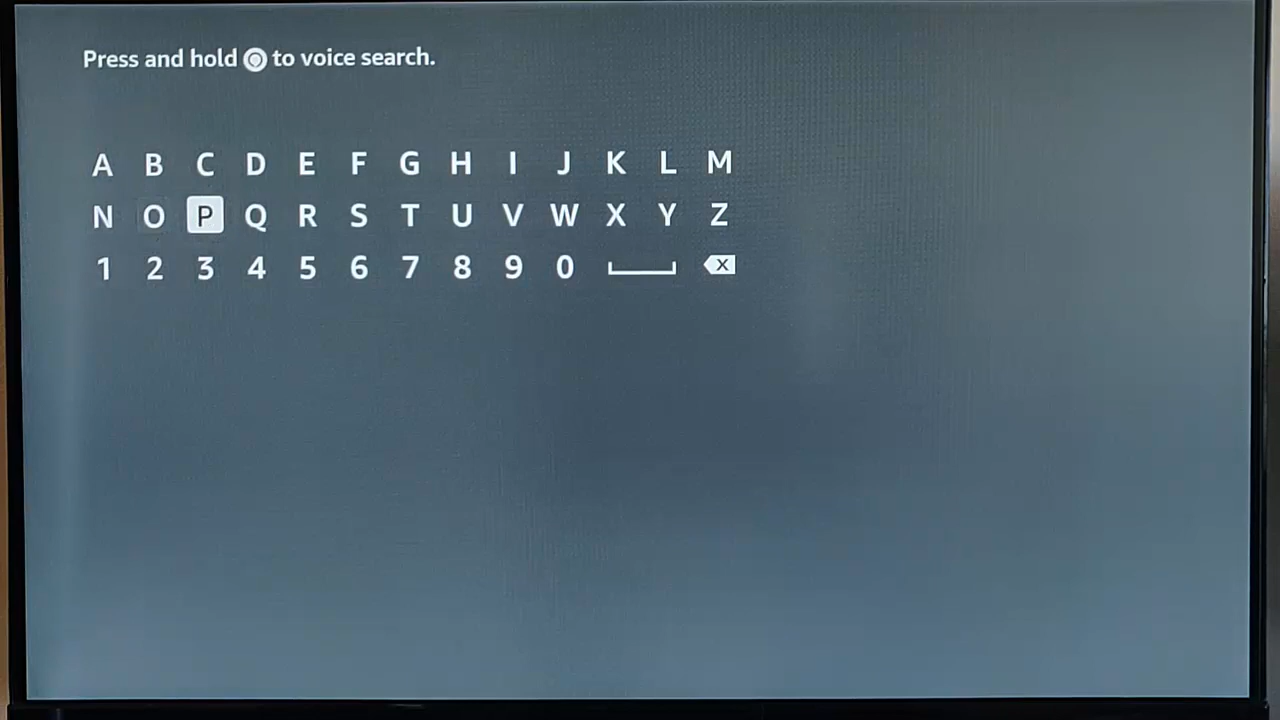 Press and hold to voice search.
A B C D E F G H I J K L M
N O P Q R S T U V W X Y Z
1 2 3 4 5 6 7 8 9 0